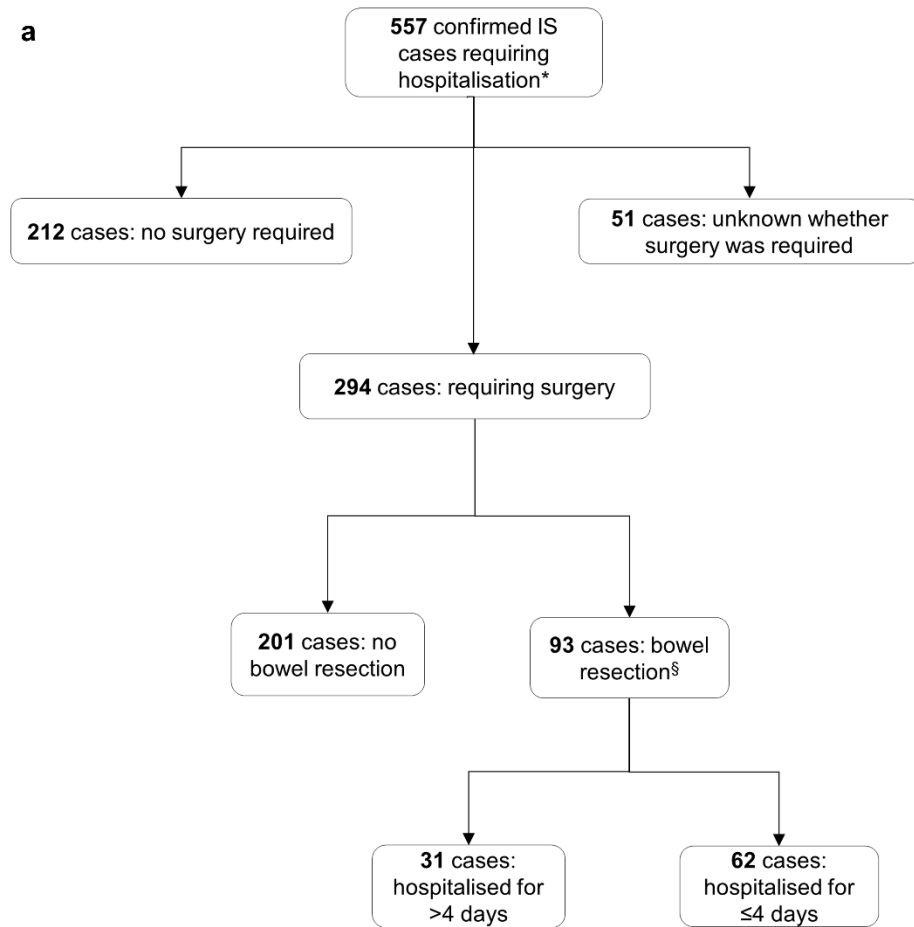 a
557 confirmed IS
cases requiring
hospitalisation*
212 cases: no surgery required
51 cases: unknown whether
surgery was required
294 cases: requiring surgery
201 cases: no
bowel resection
93 cases: bowel
resection§
31 cases:
hospitalised for
>4 days
62 cases:
hospitalised for
≤4 days